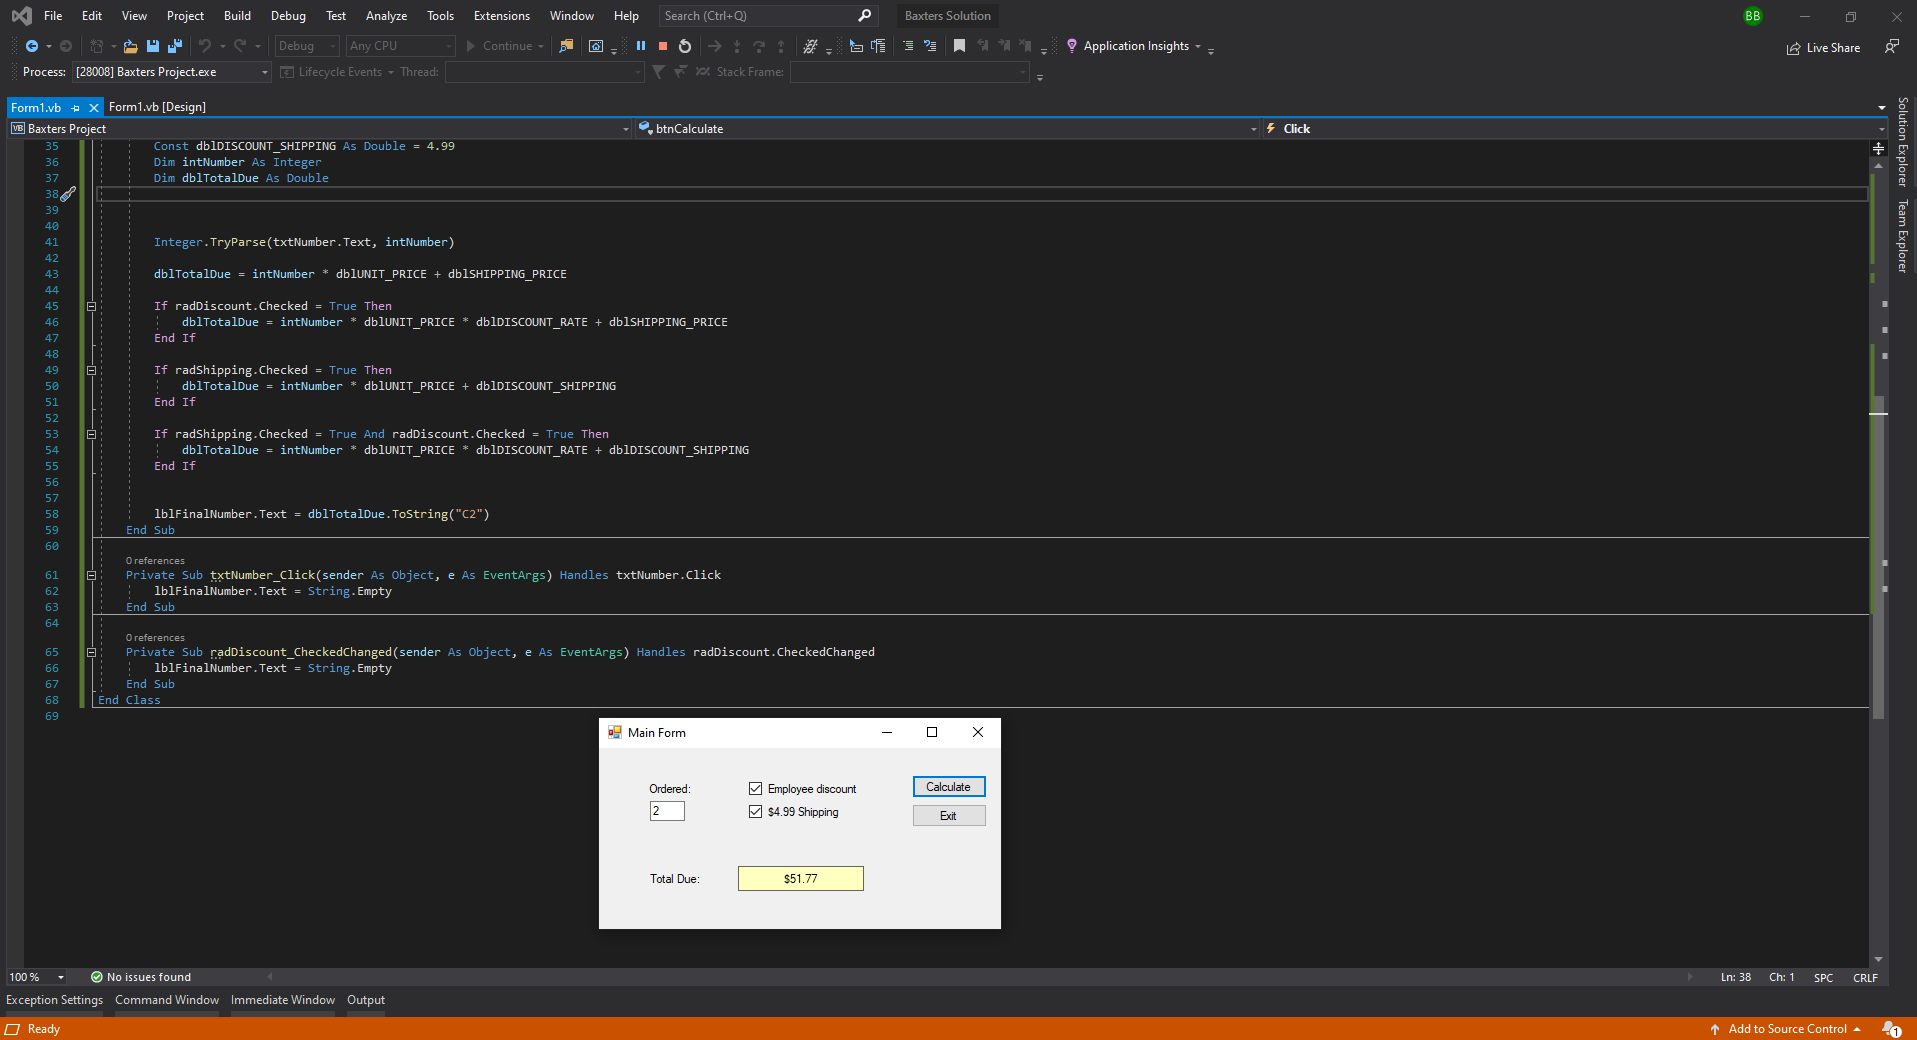 File Edit View Project Build Debug Test Analyze Tools Extensions Window Help Search (Ctrl+Q) Baxters Solution BB
Debug Any CPU Continue Application Insights Live Share
Process: [28008] Baxters Project.exe Lifecycle Events Thread: Stack Frame:
Form1.vb Form1.vb [Design]
VB Baxters Project btnCalculate Click
Solution Explorer
Team Explorer
35 Const dblDISCOUNT_SHIPPING As Double = 4.99
36 Dim intNumber As Integer
37 Dim dblTotalDue As Double
38
39
40
41 Integer.TryParse(txtNumber.Text, intNumber)
42
43 dblTotalDue = intNumber * dblUNIT_PRICE + dblSHIPPING_PRICE
44
45 If radDiscount.Checked = True Then
46 dblTotalDue = intNumber * dblUNIT_PRICE * dblDISCOUNT_RATE + dblSHIPPING_PRICE
47 End If
48
49 If radShipping.Checked = True Then
50 dblTotalDue = intNumber * dblUNIT_PRICE + dblDISCOUNT_SHIPPING
51 End If
52
53 If radShipping.Checked = True And radDiscount.Checked = True Then
54 dblTotalDue = intNumber * dblUNIT_PRICE * dblDISCOUNT_RATE + dblDISCOUNT_SHIPPING
55 End If
56
57
58 lblFinalNumber.Text = dblTotalDue.ToString("C2")
59 End Sub
60
0 references
61 Private Sub txtNumber_Click(sender As Object, e As EventArgs) Handles txtNumber.Click
62 lblFinalNumber.Text = String.Empty
63 End Sub
64
0 references
65 Private Sub radDiscount_CheckedChanged(sender As Object, e As EventArgs) Handles radDiscount.CheckedChanged
66 lblFinalNumber.Text = String.Empty
67 End Sub
68 End Class
69
Main Form
Ordered:
2
Employee discount
$4.99 Shipping
Calculate
Exit
Total Due: $51.77
100 % No issues found Ln: 38 Ch: 1 SPC CRLF
Exception Settings Command Window Immediate Window Output
Ready Add to Source Control 1